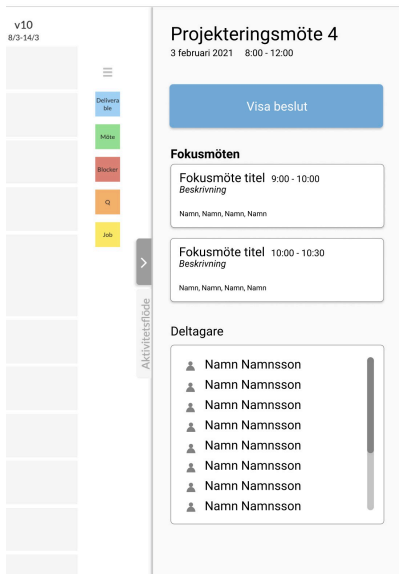 v10
8/3-14/3
Delivera
ble
Möte
Blocker
Q
Job
Aktivitetsflöde
Projekteringsmöte 4
3 februari 2021 8:00 - 12:00
Visa beslut
Fokusmöten
Fokusmöte titel 9:00 - 10:00
Beskrivning
Namn, Namn, Namn, Namn
Fokusmöte titel 10:00 - 10:30
Beskrivning
Namn, Namn, Namn, Namn
Deltagare
Namn Namnsson
Namn Namnsson
Namn Namnsson
Namn Namnsson
Namn Namnsson
Namn Namnsson
Namn Namnsson
Namn Namnsson